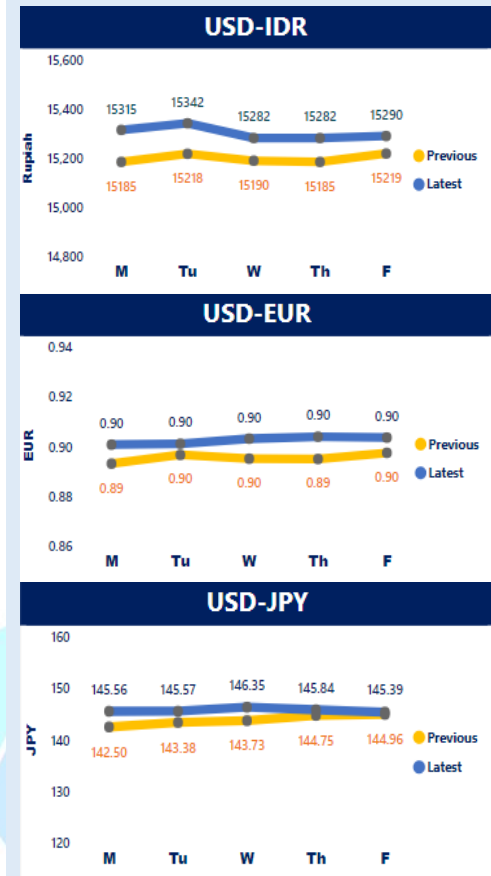 USD-IDR
15,600
15,400
15,200
15,000
14,800
Rupiah
15315 15342 15282 15282 15290
15185 15218 15190 15185 15219
Previous
Latest
M Tu W Th F
USD-EUR
0.94
0.92
0.90
0.88
0.86
EUR
0.90 0.90 0.90 0.90 0.90
0.89 0.90 0.90 0.89 0.90
Previous
Latest
M Tu W Th F
USD-JPY
160
150
140
130
120
JPY
145.56 145.57 146.35 145.84 145.39
142.50 143.38 143.73 144.75 144.96
Previous
Latest
M Tu W Th F